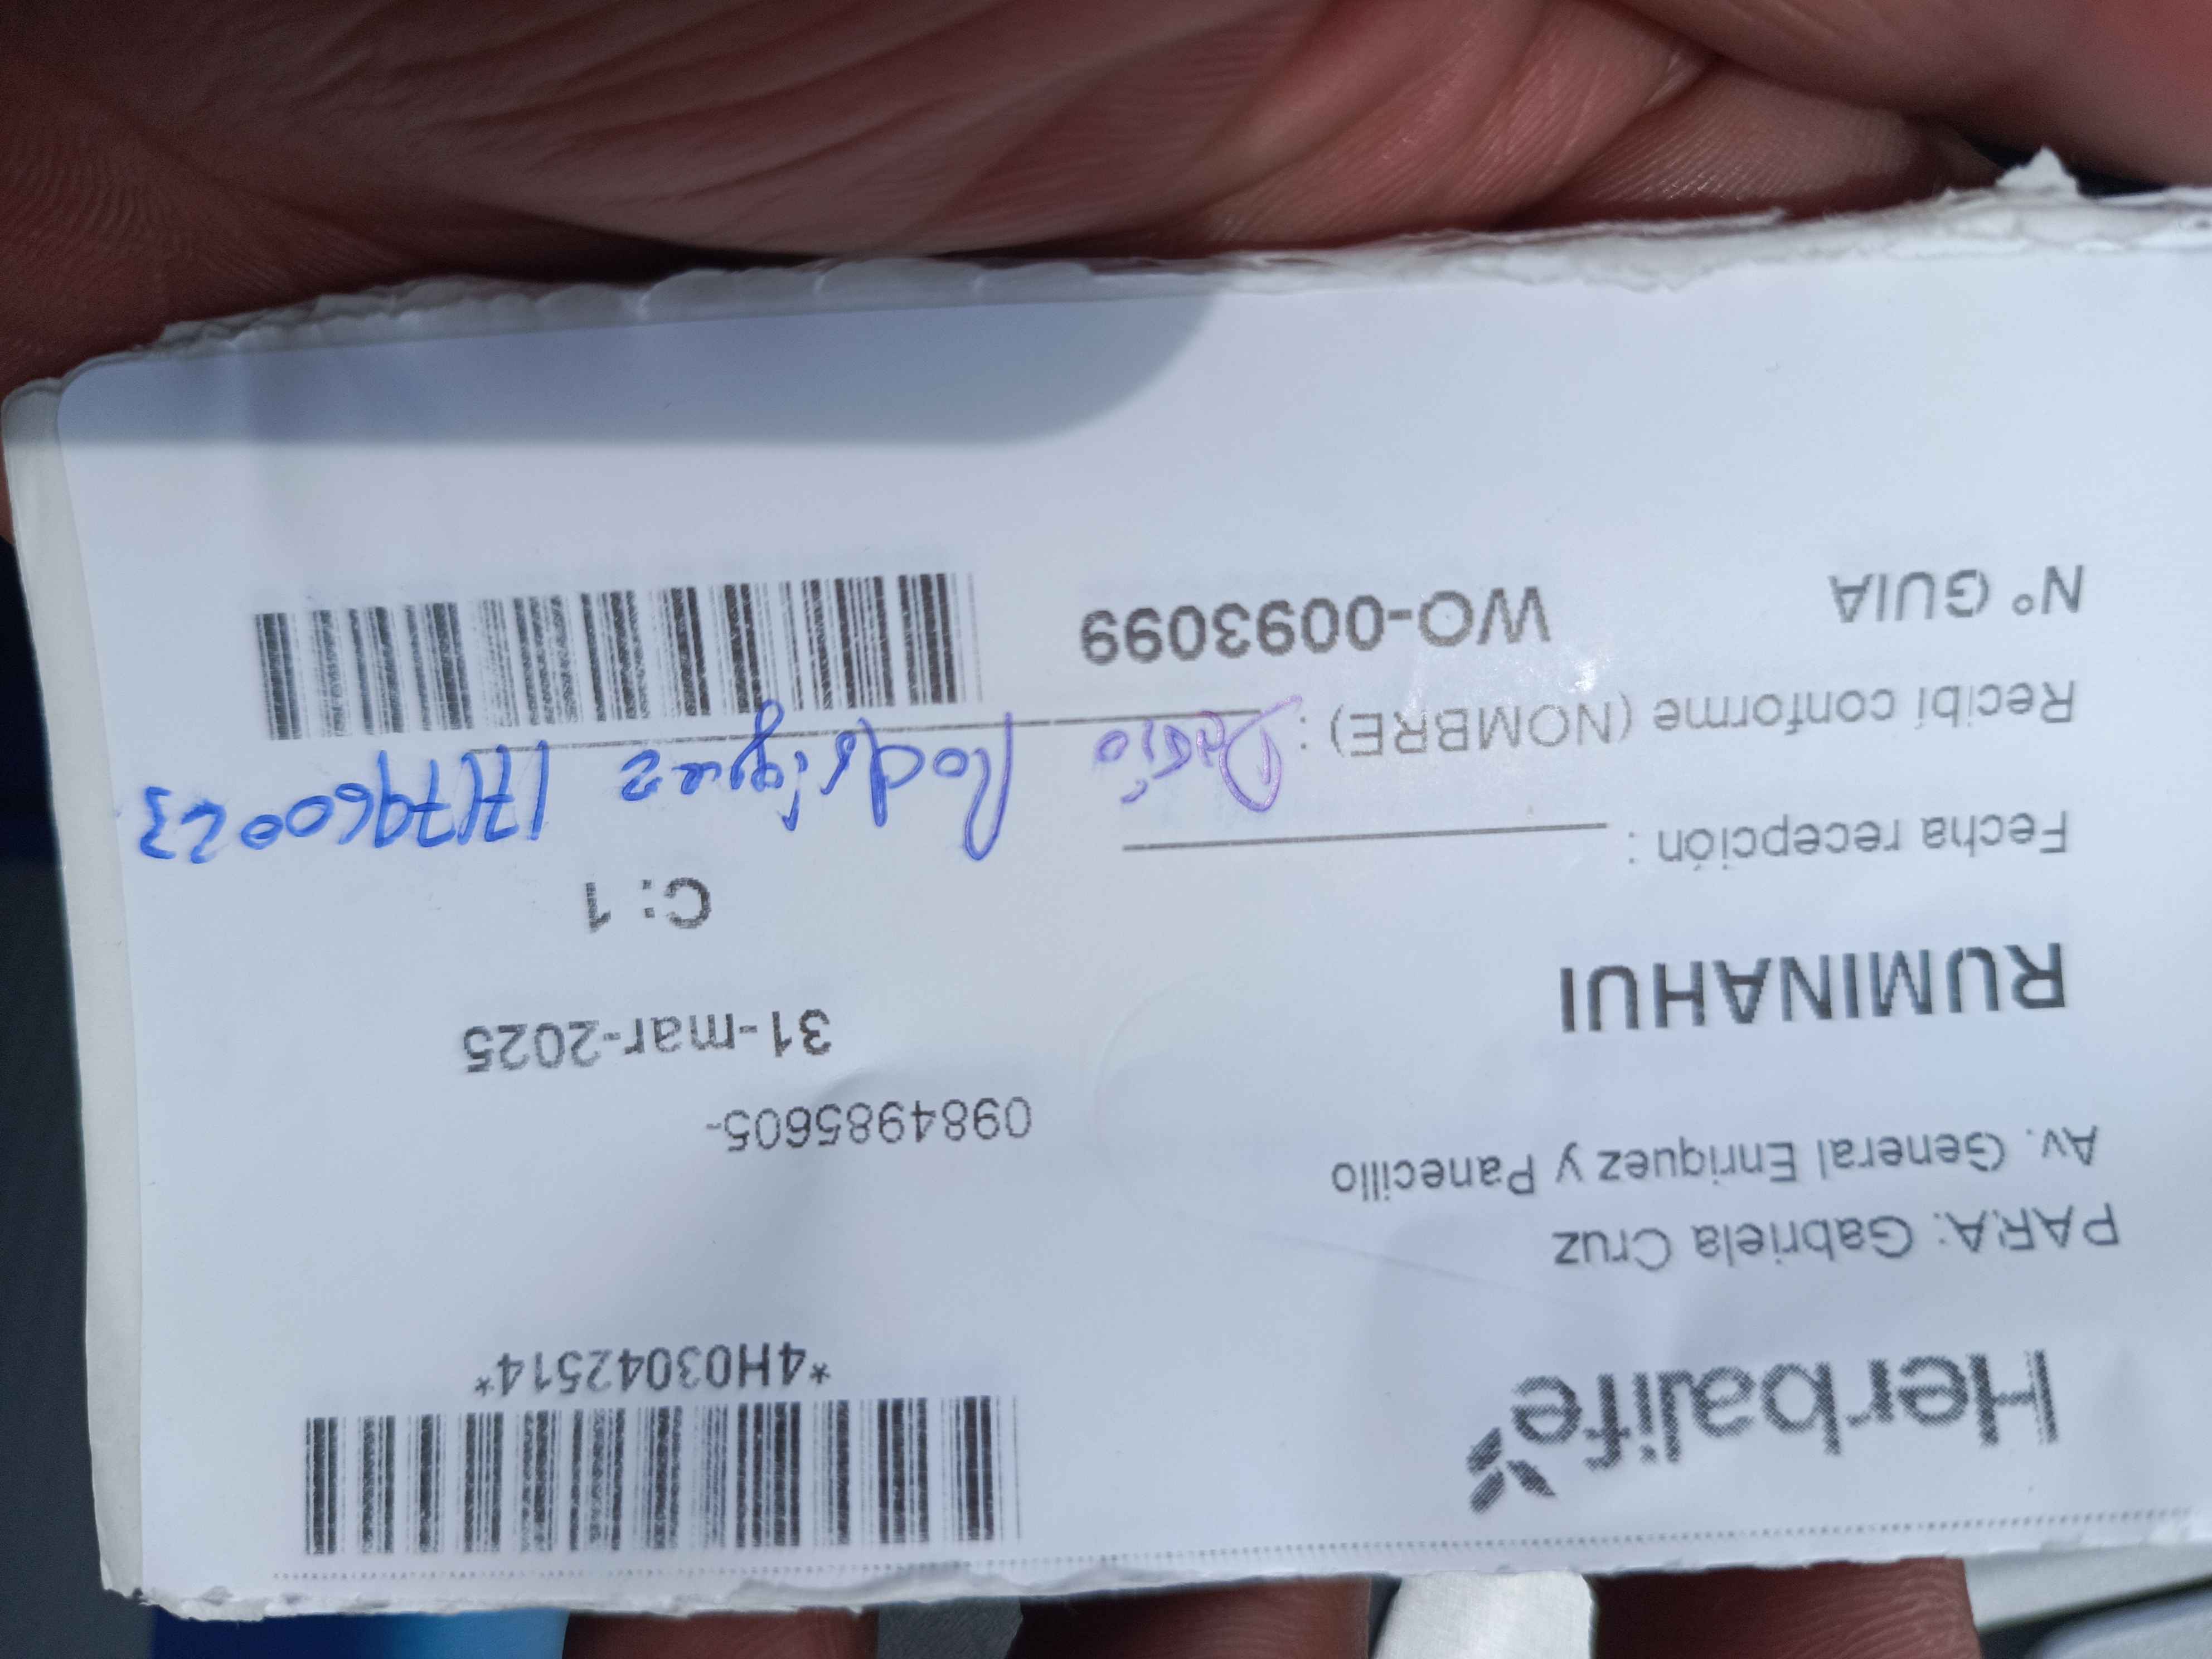 Herbalife
*4H03042514*
PARA: Gabriela Cruz
Av. General Enriquez y Panecillo
0984985605-
RUMINAHUI
31-mar-2025
C: 1
Fecha recepción :
Recibí conforme (NOMBRE) : Darío Rodríguez
N° GUIA WO-0093099